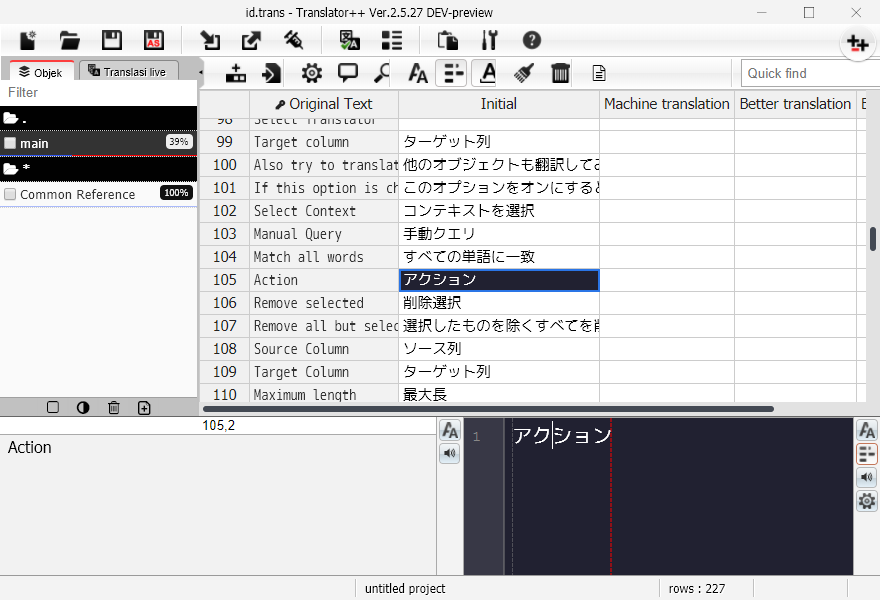 id.trans - Translator++ Ver.2.5.27 DEV-preview
AS
Objek
Translasi live
Quick find
Filter
.
main 39%
*
Common Reference 100%
Original Text Initial Machine translation Better translation
98 Select Translator
99 Target column ターゲット列
100 Also try to translat 他のオブジェクトも翻訳してみ
101 If this option is ch このオプションをオンにすると
102 Select Context コンテキストを選択
103 Manual Query 手動クエリ
104 Match all words すべての単語に一致
105 Action アクション
106 Remove selected 削除選択
107 Remove all but selec 選択したものを除くすべてを削
108 Source Column ソース列
109 Target Column ターゲット列
110 Maximum length 最大長
105,2
Action
1 アクション
untitled project
rows : 227